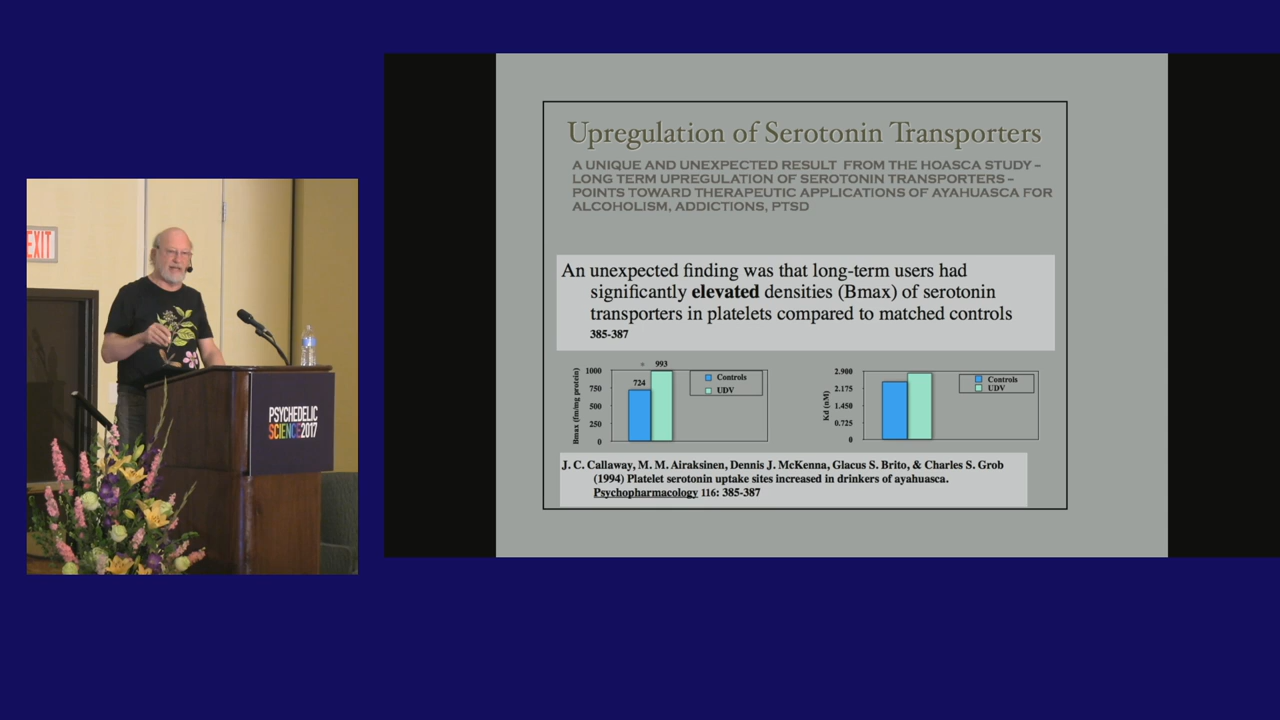 EXIT
PSYCHEDELIC
SCIENCE2017
Upregulation of Serotonin Transporters
A UNIQUE AND UNEXPECTED RESULT FROM THE HOASCA STUDY –
LONG TERM UPREGULATION OF SEROTONIN TRANSPORTERS –
POINTS TOWARD THERAPEUTIC APPLICATIONS OF AYAHUASCA FOR
ALCOHOLISM, ADDICTIONS, PTSD
An unexpected finding was that long-term users had
significantly elevated densities (Bmax) of serotonin
transporters in platelets compared to matched controls
385-387
Bmax (fm/mg protein)
1000
750
500
250
0
724
*
993
Controls
UDV
Kd (nM)
2.900
2.175
1.450
0.725
0
Controls
UDV
J. C. Callaway, M. M. Airaksinen, Dennis J. McKenna, Glacus S. Brito, & Charles S. Grob
(1994) Platelet serotonin uptake sites increased in drinkers of ayahuasca.
Psychopharmacology 116: 385-387